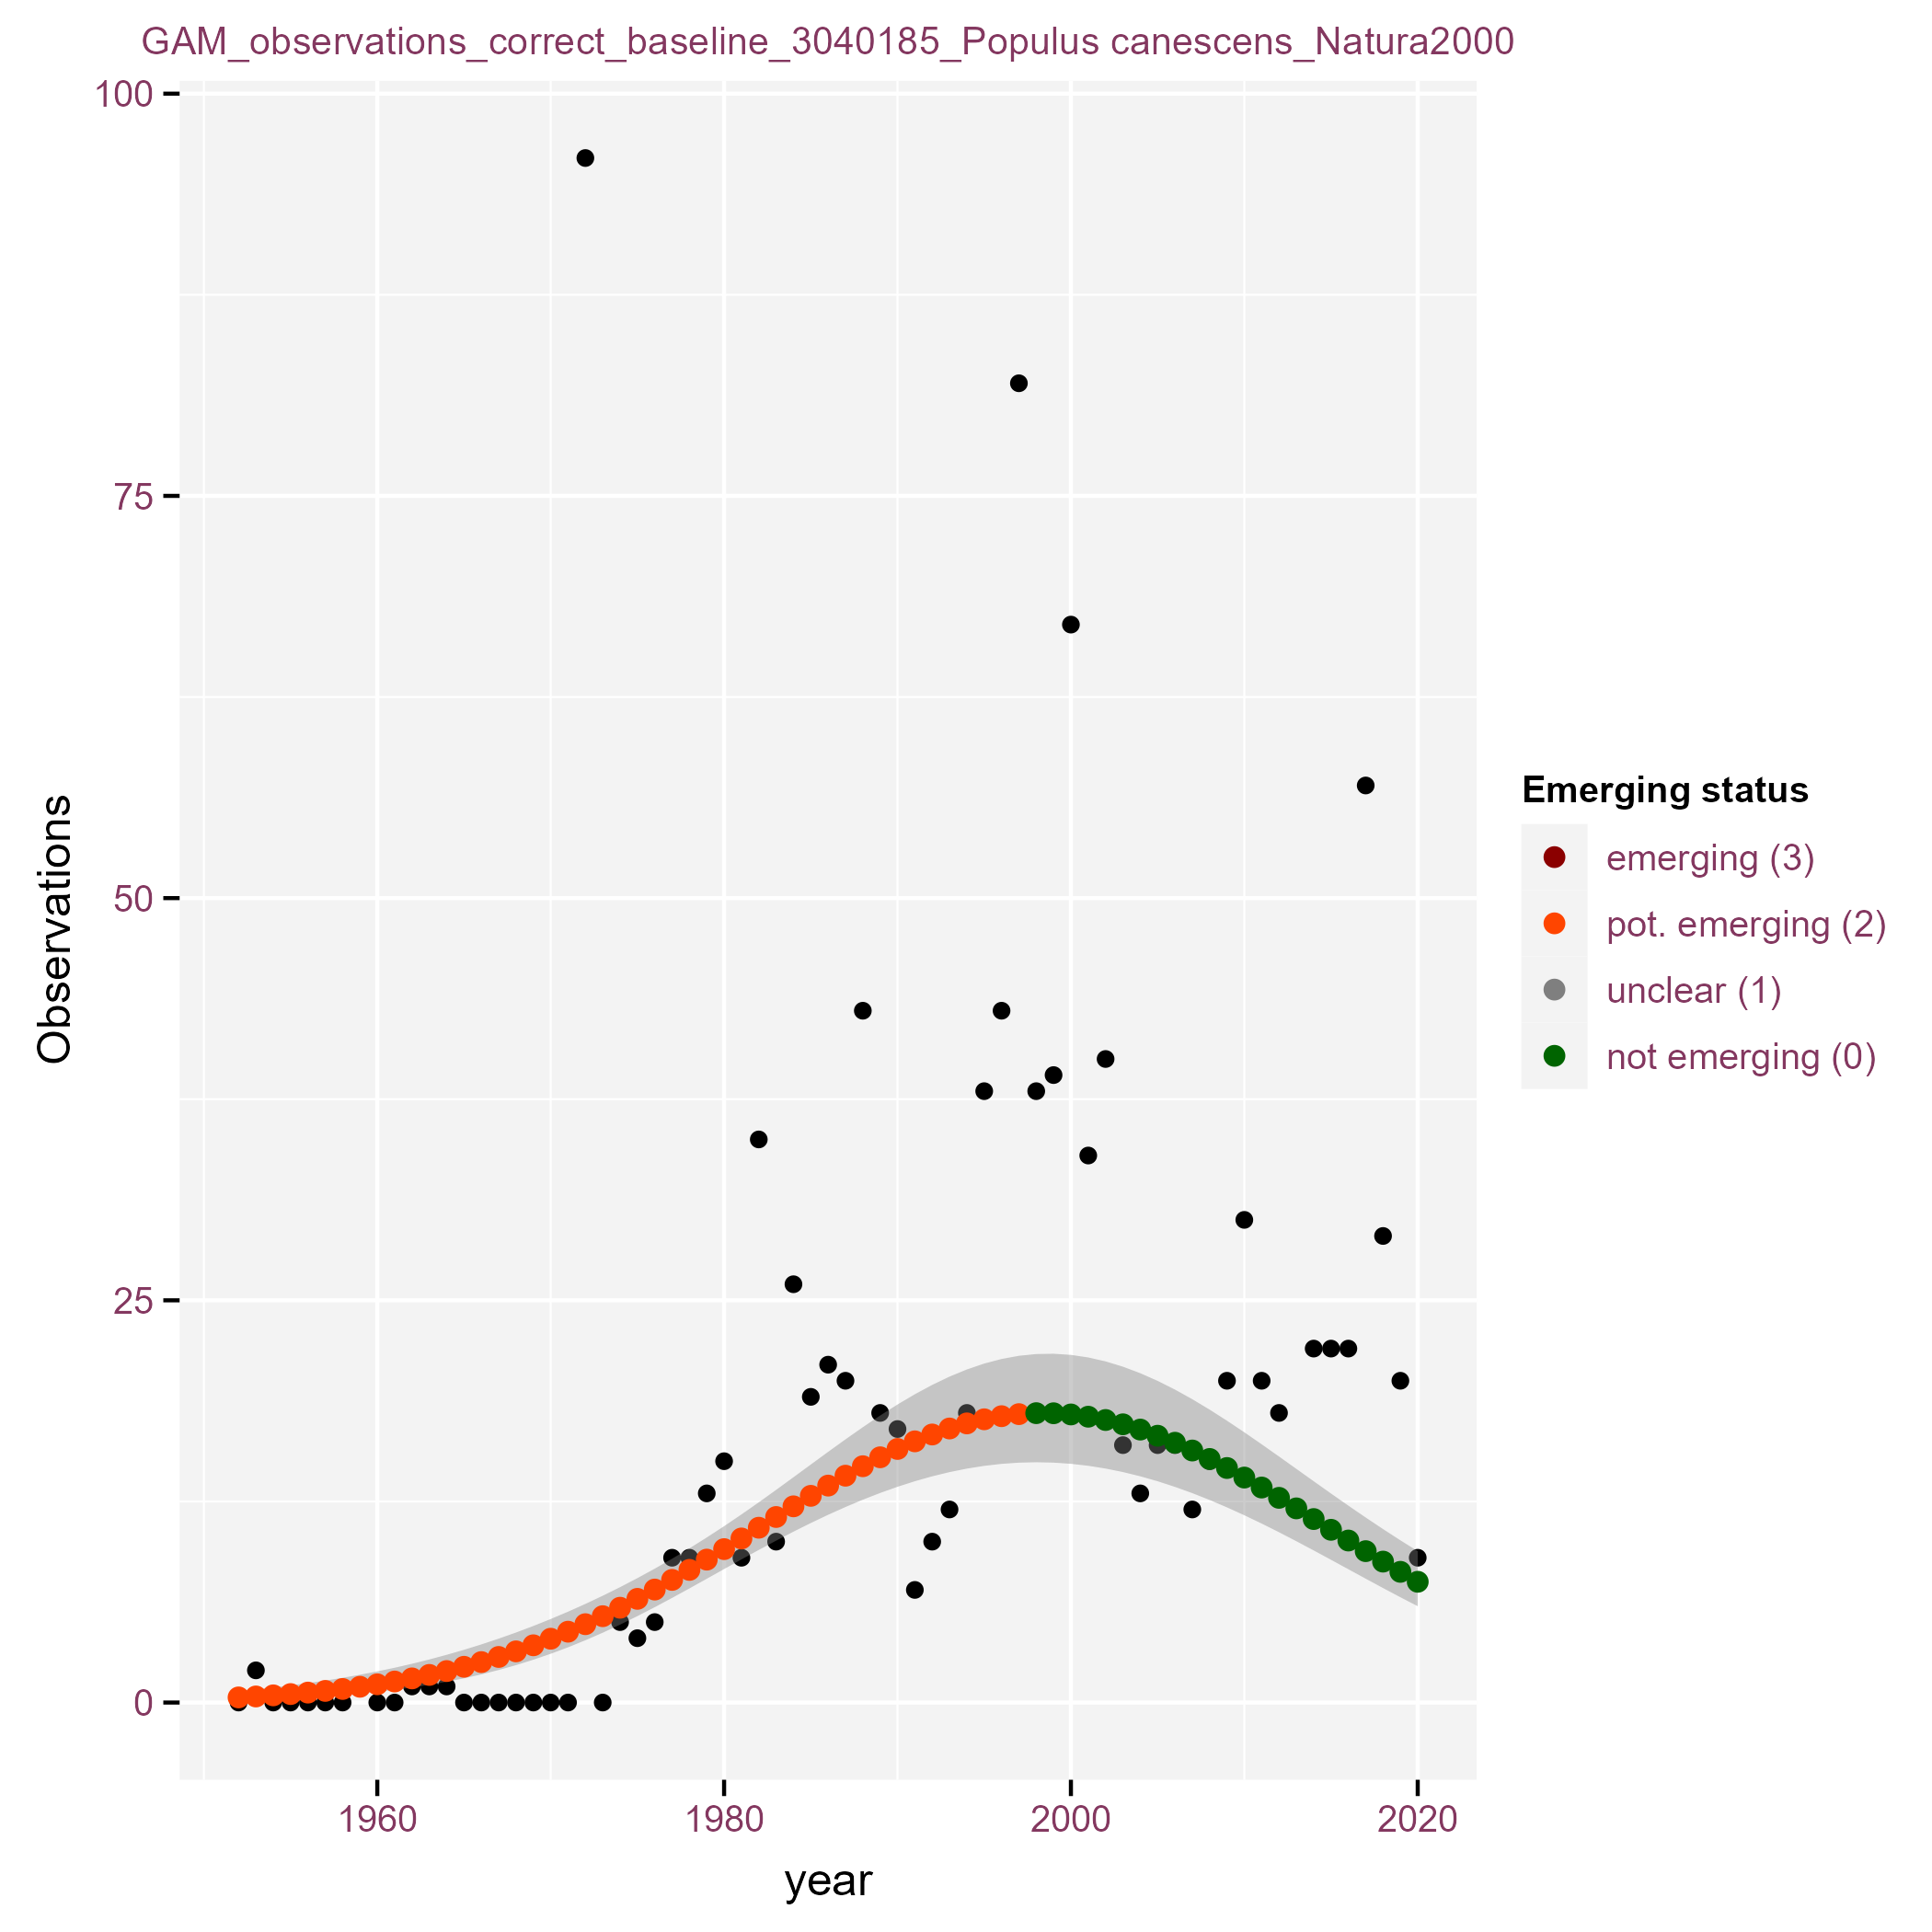 GAM_observations_correct_baseline_3040185_Populus canescens_Natura2000
100
75
50
25
0
Observations
1960
1980
2000
2020
year
Emerging status
emerging (3)
pot. emerging (2)
unclear (1)
not emerging (0)